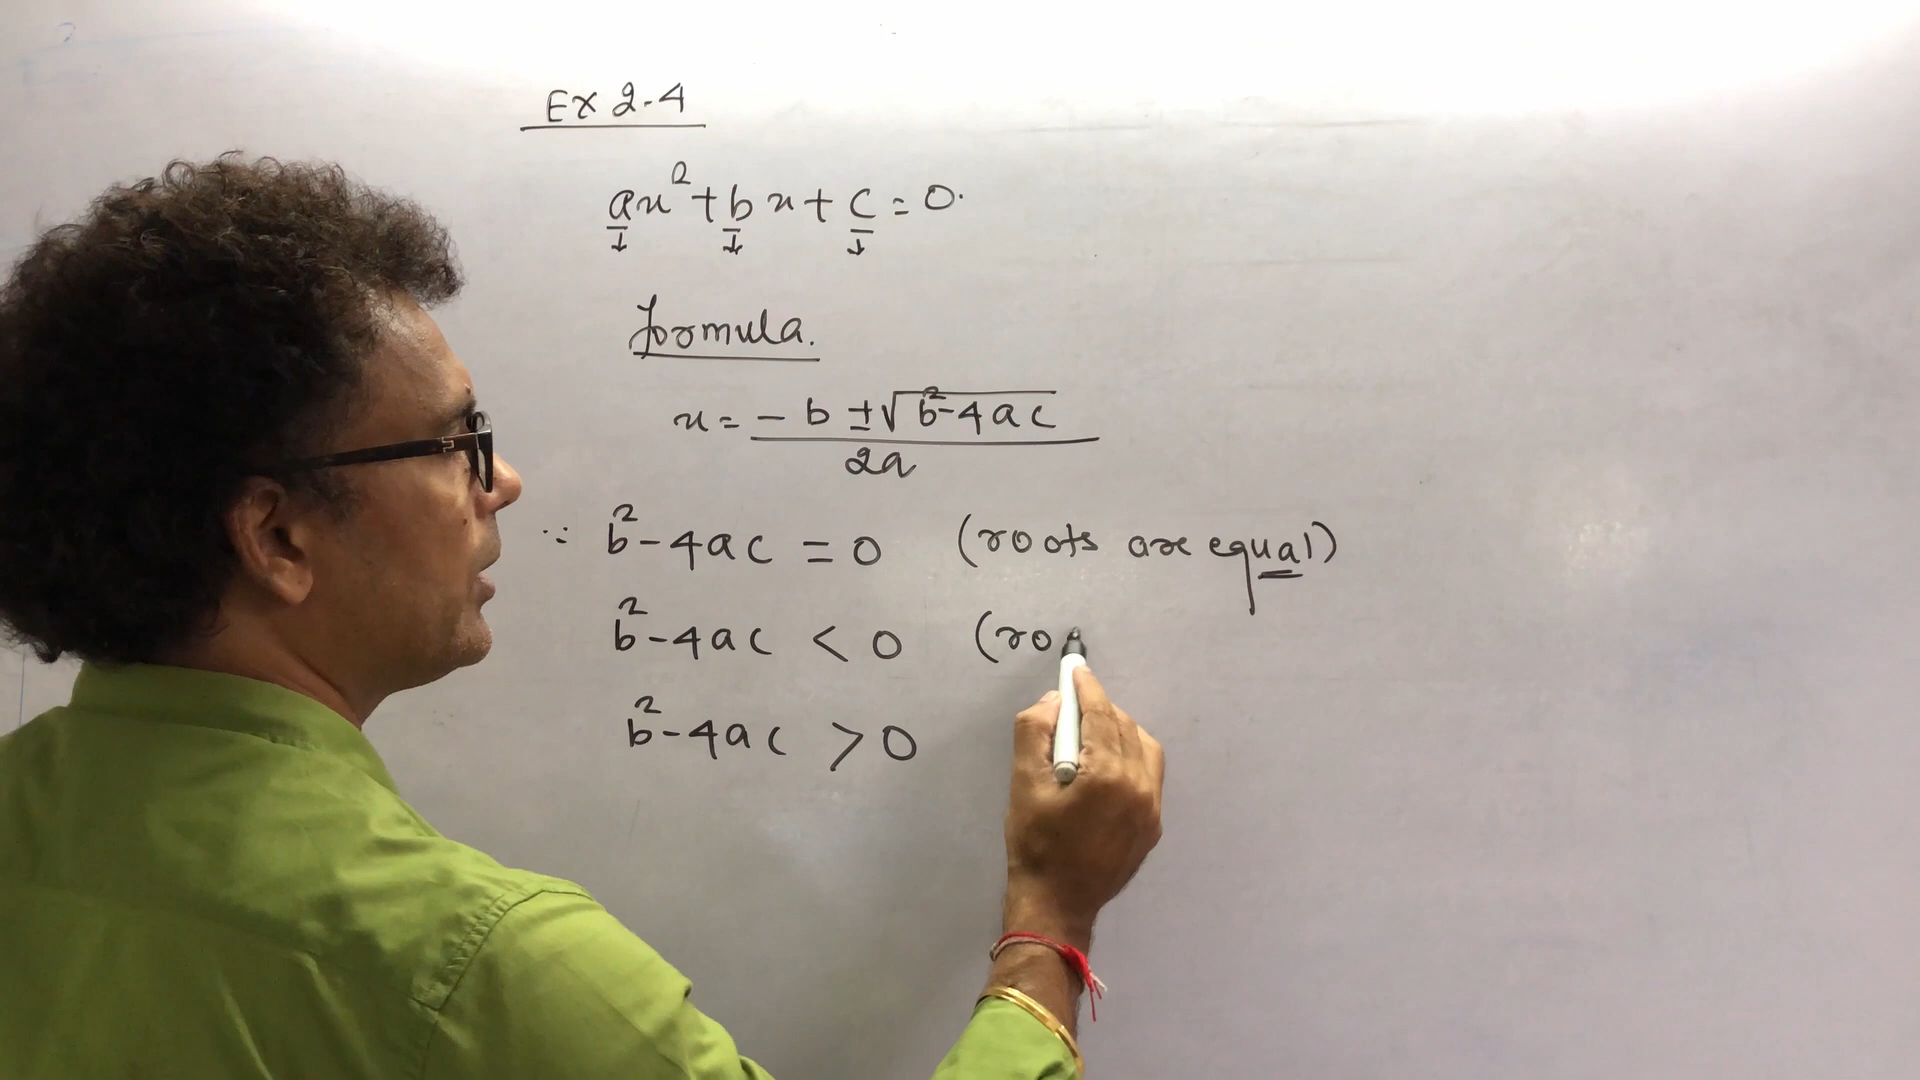 Ex 2.4
ax²+bx+c=0.
Formula.
x = -b ±√b²-4ac
2a
∵ b²-4ac = 0 (roots are equal)
b²-4ac < 0 (ro
b²-4ac > 0